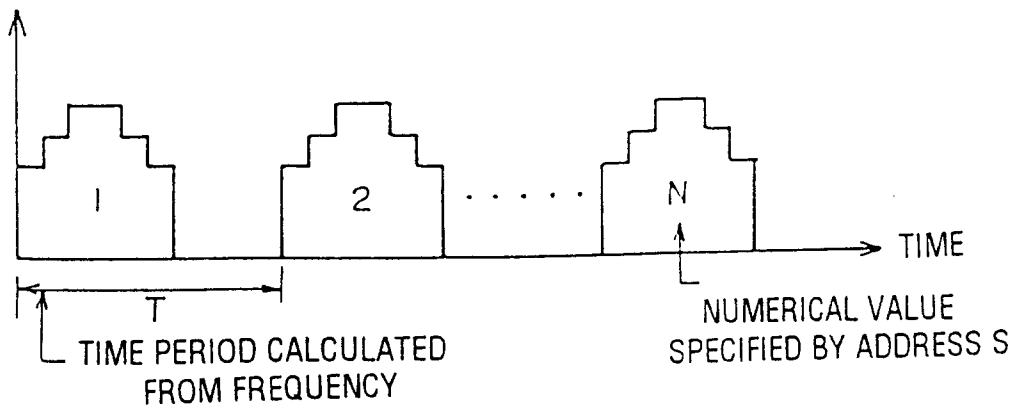 1
2
. . . . .
N
TIME
T
TIME PERIOD CALCULATED
FROM FREQUENCY
NUMERICAL VALUE
SPECIFIED BY ADDRESS S